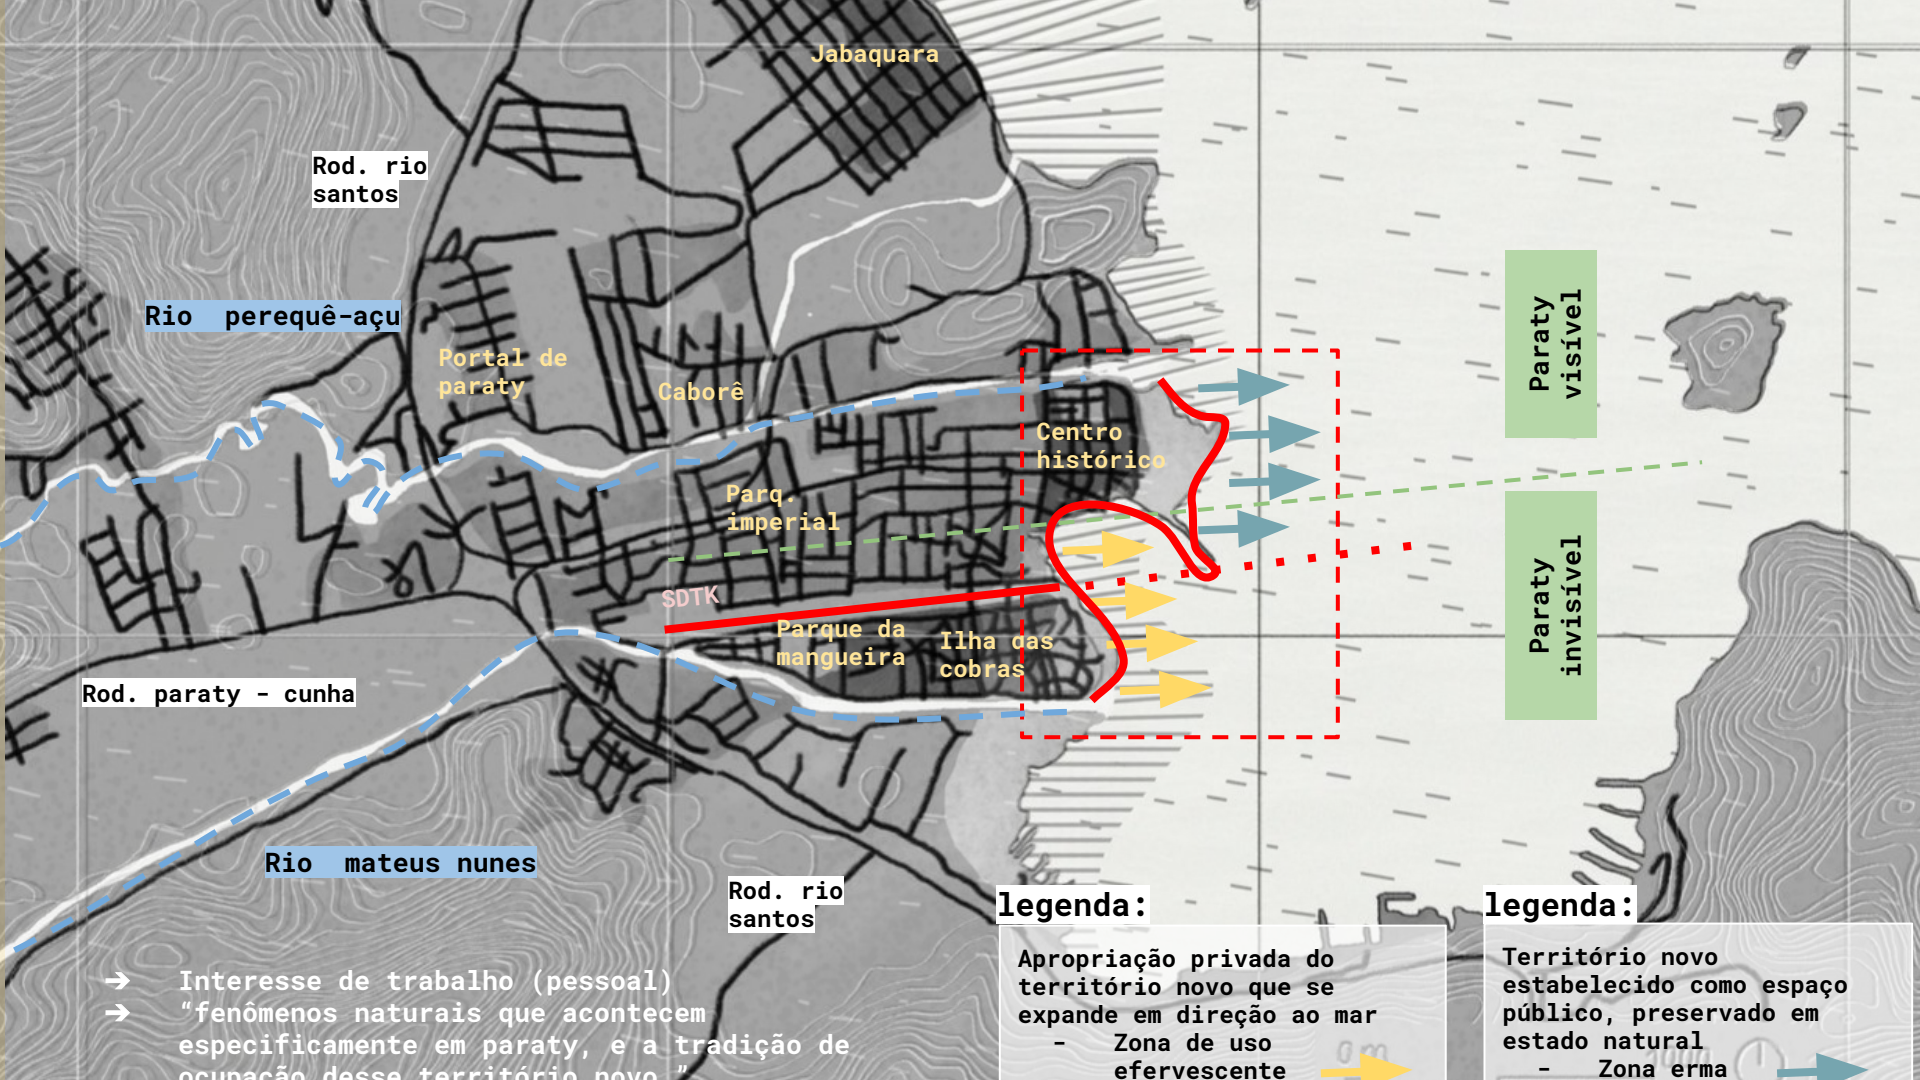 Jabaquara
Rod. rio
santos
Rio perequê-açu
Portal de
paraty
Caborê
Centro
histórico
Parq.
imperial
SDTK
Parque da
mangueira
Ilha das
cobras
Paraty
visível
Paraty
invisível
Rod. paraty - cunha
Rio mateus nunes
Rod. rio
santos
➔ Interesse de trabalho (pessoal)
➔ “fenômenos naturais que acontecem
especificamente em paraty, e a tradição de
ocupação desse território novo.”
legenda:
Apropriação privada do
território novo que se
expande em direção ao mar
- Zona de uso
efervescente
legenda:
Território novo
estabelecido como espaço
público, preservado em
estado natural
- Zona erma